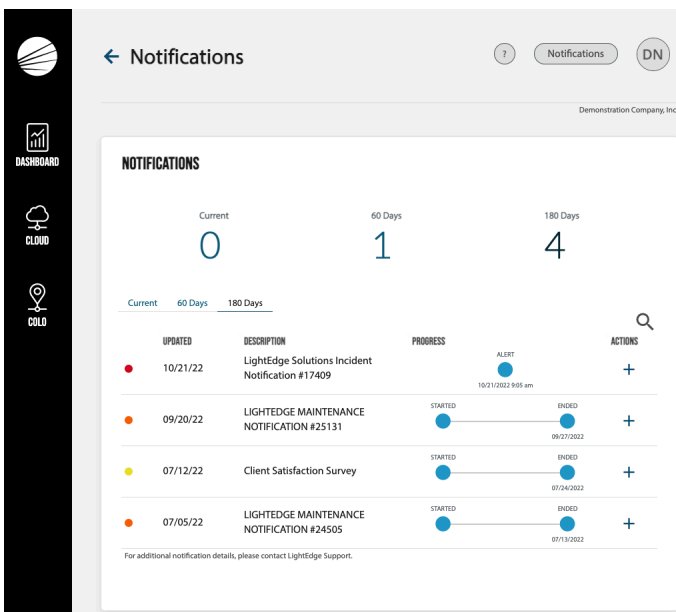 Notifications
?
Notifications
DN
Demonstration Company, Inc
DASHBOARD
CLOUD
COLO
NOTIFICATIONS
Current
60 Days
180 Days
0
1
4
Current
60 Days
180 Days
UPDATED
DESCRIPTION
PROGRESS
ACTIONS
10/21/22
LightEdge Solutions Incident
Notification #17409
ALERT
10/21/2022 9:05 am
+
09/20/22
LIGHTEDGE MAINTENANCE
NOTIFICATION #25131
STARTED
ENDED
09/27/2022
+
07/12/22
Client Satisfaction Survey
STARTED
ENDED
07/24/2022
+
07/05/22
LIGHTEDGE MAINTENANCE
NOTIFICATION #24505
STARTED
ENDED
07/13/2022
+
For additional notification details, please contact LightEdge Support.